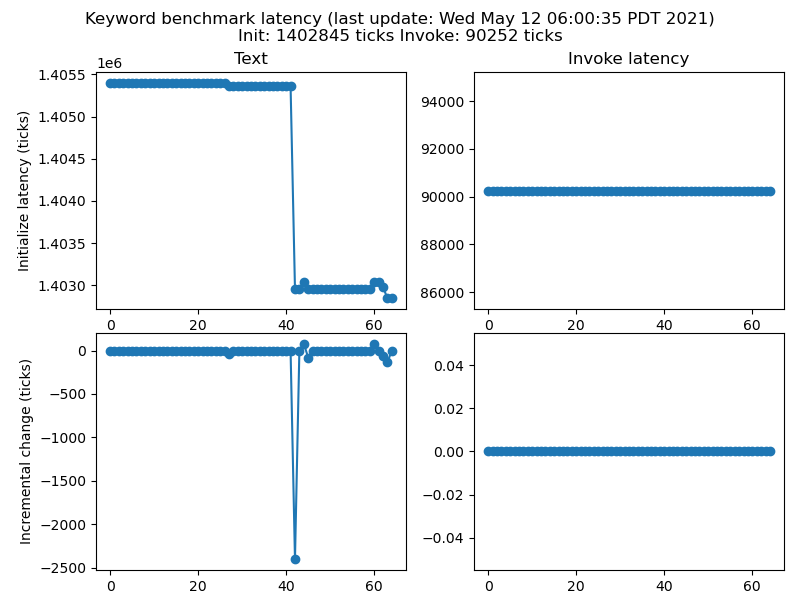 Keyword benchmark latency (last update: Wed May 12 06:00:35 PDT 2021)
Init: 1402845 ticks Invoke: 90252 ticks
Text
1e6
1.4055
1.4050
1.4045
1.4040
1.4035
1.4030
Initialize latency (ticks)
0 20 40 60
Invoke latency
94000
92000
90000
88000
86000
0 20 40 60
0
−500
−1000
−1500
−2000
−2500
Incremental change (ticks)
0 20 40 60
0.04
0.02
0.00
−0.02
−0.04
0 20 40 60